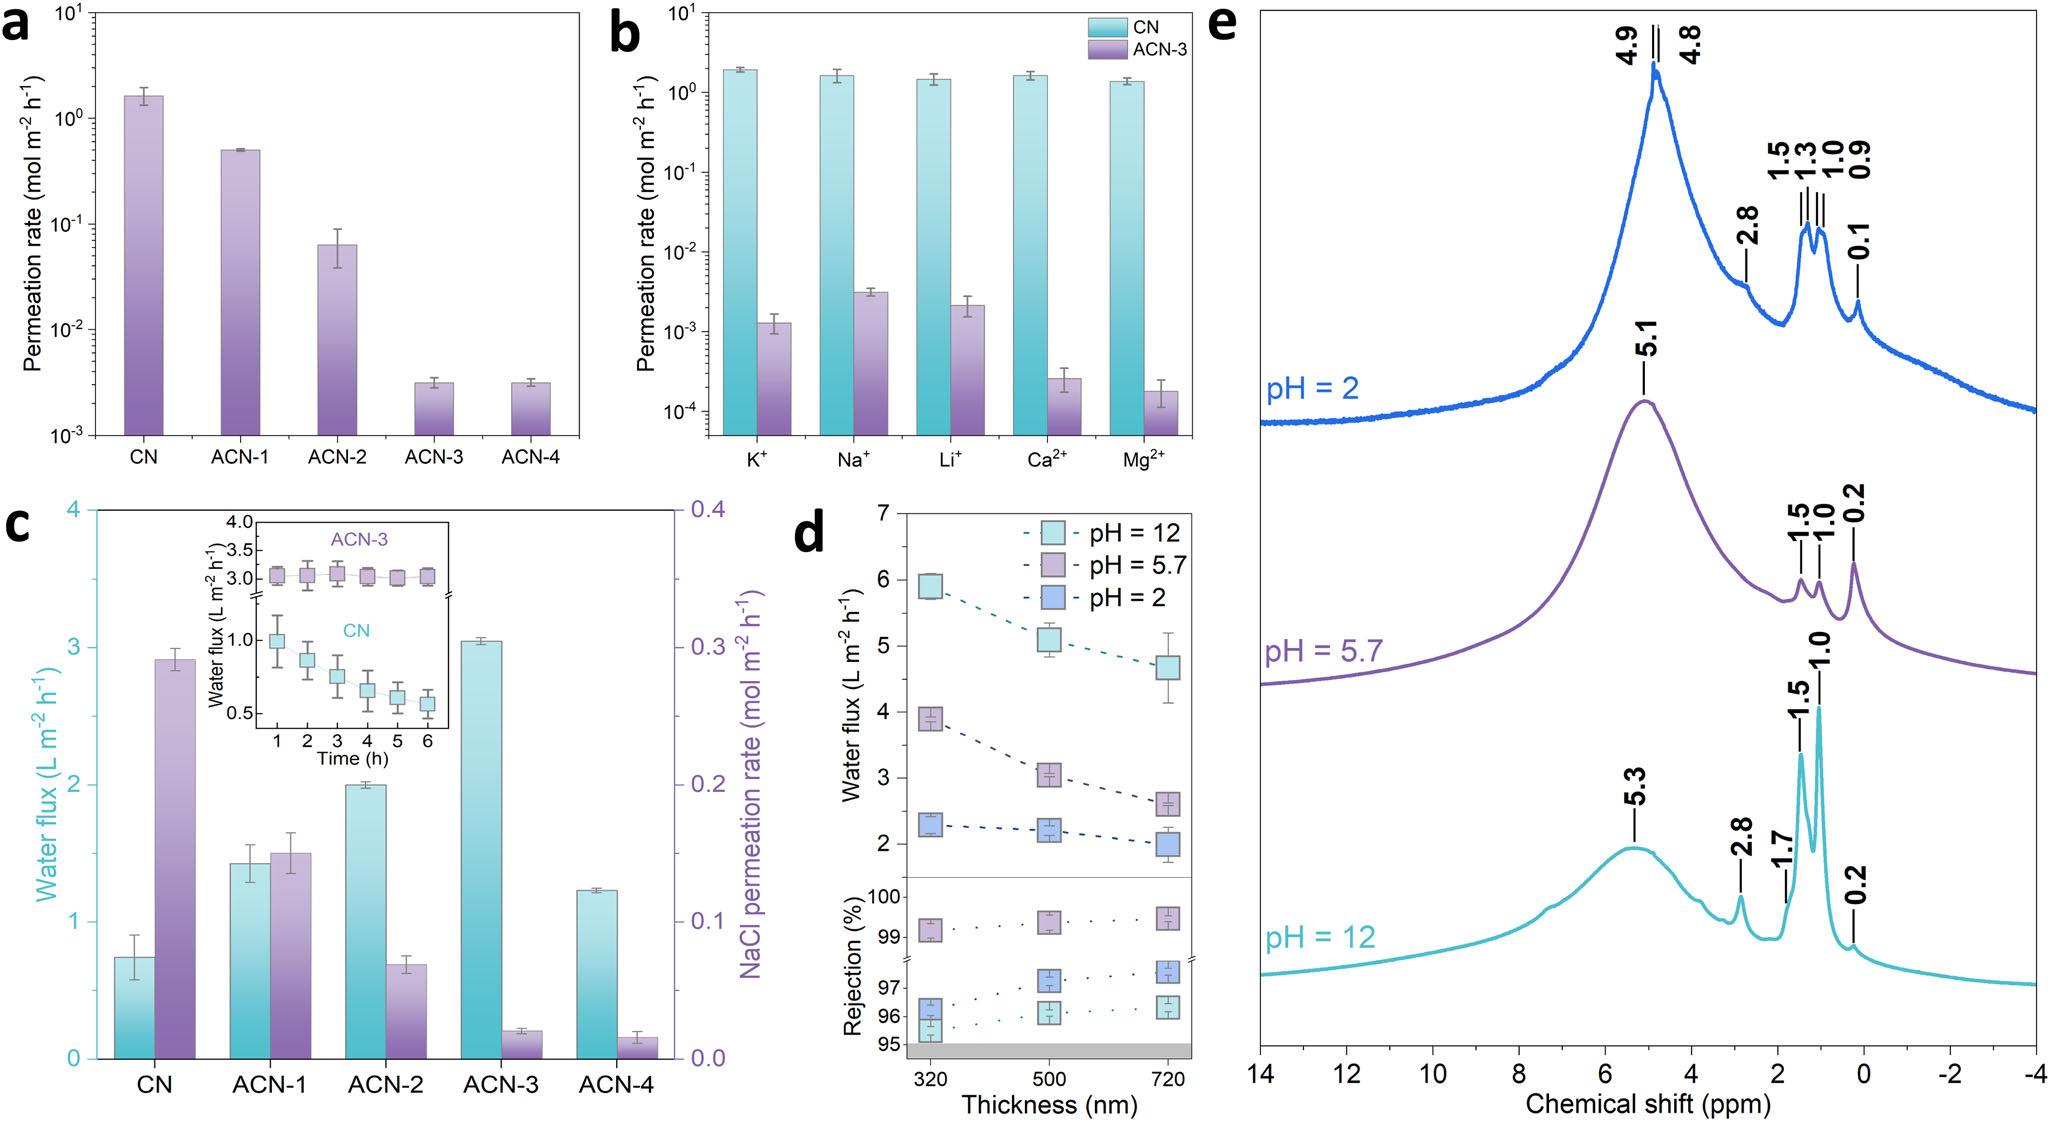 a
Permeation rate (mol m-2 h-1)
10^1
10^0
10^-1
10^-2
10^-3
CN
ACN-1
ACN-2
ACN-3
ACN-4
b
Permeation rate (mol m-2 h-1)
10^1
10^0
10^-1
10^-2
10^-3
10^-4
CN
ACN-3
K+
Na+
Li+
Ca2+
Mg2+
c
Water flux (L m-2 h-1)
4
3
2
1
0
NaCl permeation rate (mol m-2 h-1)
0.4
0.3
0.2
0.1
0.0
CN
ACN-1
ACN-2
ACN-3
ACN-4
Water flux (L m-2 h-1)
4.0
3.5
3.0
1.0
0.5
ACN-3
CN
1 2 3 4 5 6
Time (h)
d
Water flux (L m-2 h-1)
7
6
5
4
3
2
pH = 12
pH = 5.7
pH = 2
Rejection (%)
100
99
97
96
95
320 500 720
Thickness (nm)
e
4.9
4.8
2.8
1.5
1.3
1.0
0.9
0.1
pH = 2
5.1
1.5
1.0
0.2
pH = 5.7
5.3
2.8
1.7
1.5
1.0
0.2
pH = 12
14 12 10 8 6 4 2 0 -2 -4
Chemical shift (ppm)